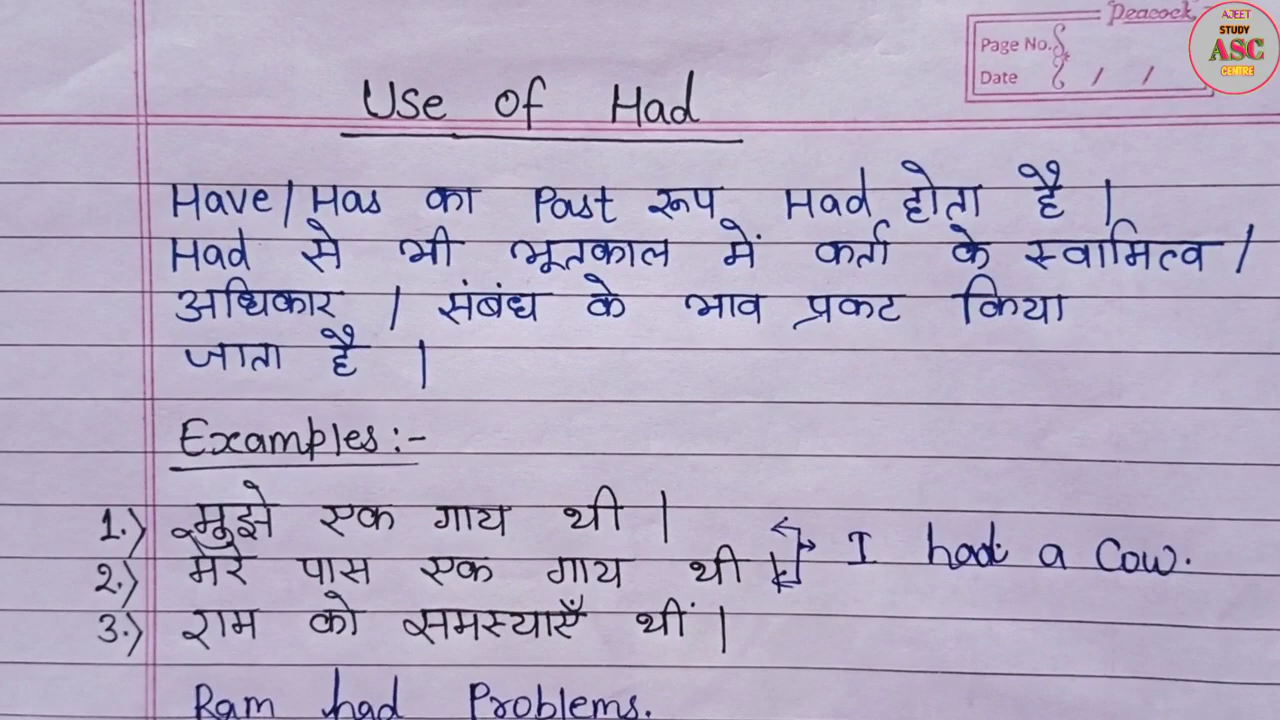 Peacock
Page No.
Date / /
AJEET
STUDY
ASC
CENTRE
Use of Had
Have/Has का Past रूप Had होता है |
Had से भी भूतकाल में कर्ता के स्वामित्व /
अधिकार / संबंध के भाव प्रकट किया
जाता है |
Examples:-
1.) मुझे एक गाय थी |
2.) मेरे पास एक गाय थी | I had a Cow.
3.) राम को समस्याएँ थीं |
Ram had Problems.